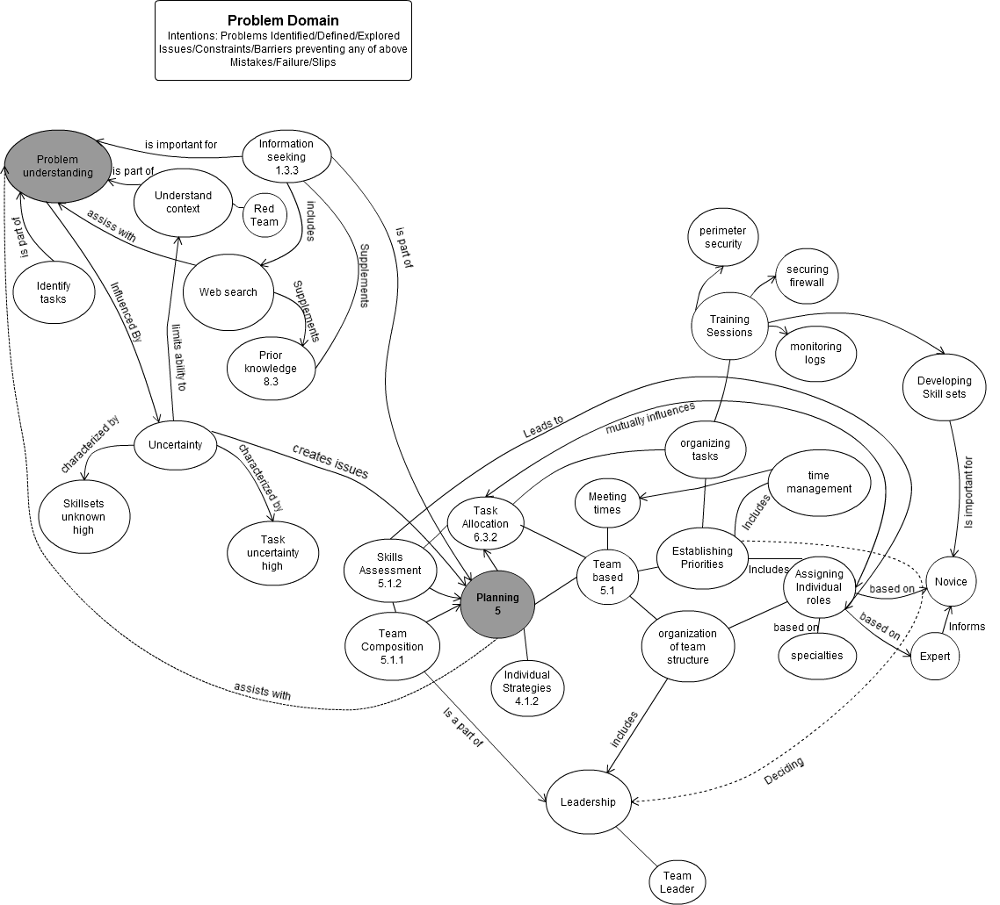 Problem Domain
Intentions: Problems Identified/Defined/Explored
Issues/Constraints/Barriers preventing any of above
Mistakes/Failure/Slips
Problem
understanding
is important for
Information
seeking
1.3.3
is part of
Understand
context
Red
Team
includes
is part of
assiss with
is part of
Identify
tasks
Influenced By
Web search
Supplements
Supplements
limits ability to
Prior
knowledge
8.3
Uncertainty
characterized by
characterized by
creates issues
Skillsets
unknown
high
Task
uncertainty
high
perimeter
security
securing
firewall
Training
Sessions
monitoring
logs
Developing
Skill sets
Leads to
mutually influences
organizing
tasks
time
management
Is important for
Meeting
times
Includes
Task
Allocation
6.3.2
Skills
Assessment
5.1.2
Team
based
5.1
Establishing
Priorities
Includes
Assigning
Individual
roles
based on
Novice
Planning
5
Team
Composition
5.1.1
organization
of team
structure
based on
based on
Informs
specialties
Expert
Individual
Strategies
4.1.2
assists with
Is a part of
includes
Deciding
Leadership
Team
Leader